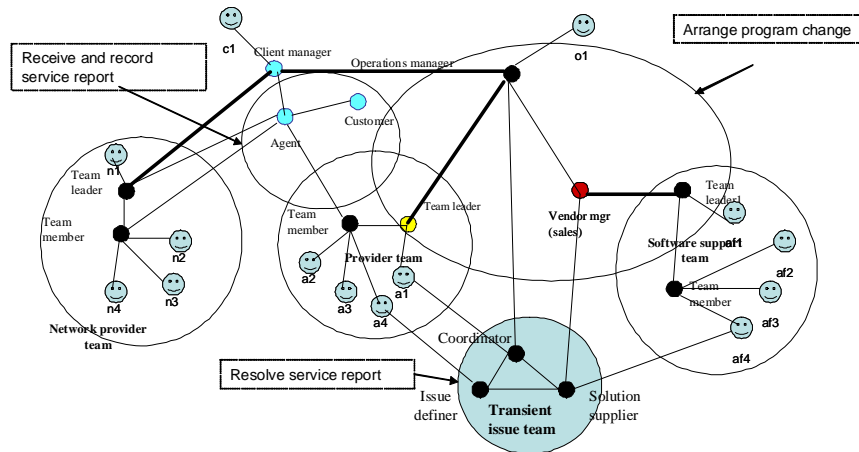 Arrange program change
c1
o1
Client manager
Receive and record
service report
Operations manager
Customer
Agent
n1
Team
leader
Team
member
n2
n3
n4
Network provider
team
Team
member
Team leader
Provider team
a2
a1
a3
a4
Vendor mgr
(sales)
Team
leader1
af1
Software support
team
af2
Team
member
af3
af4
Coordinator
Resolve service report
Issue
definer
Transient
issue team
Solution
supplier